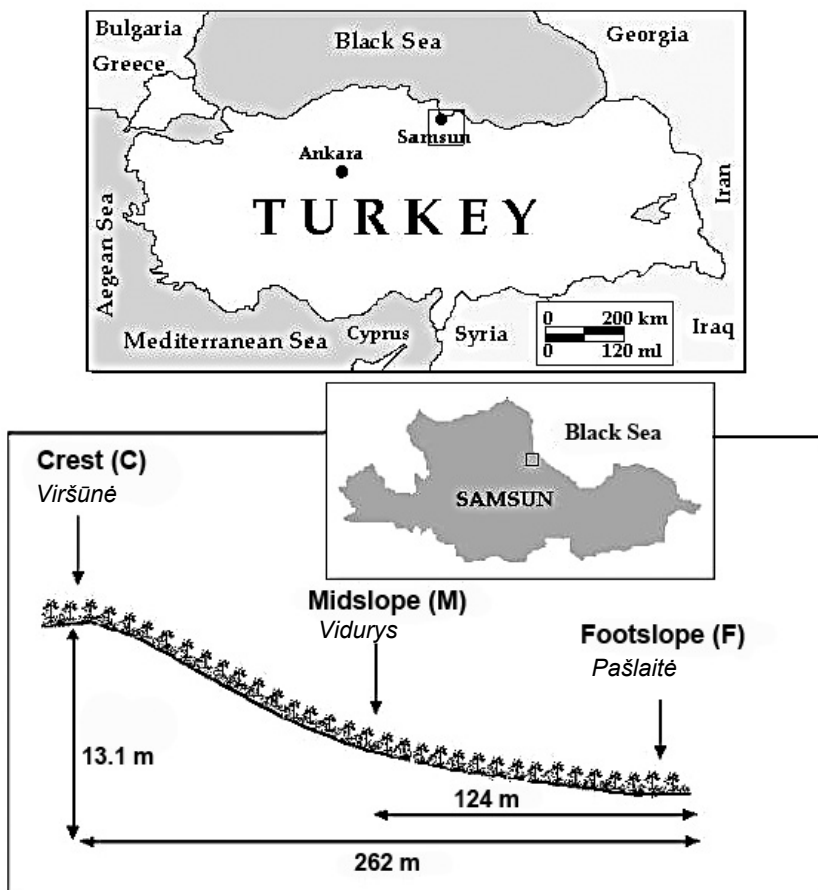 Bulgaria
Black Sea
Georgia
Greece
Samsun
Ankara
TURKEY
Iran
Aegean Sea
Mediterranean Sea
Cyprus
Syria
Iraq
0 200 km
0 120 ml
Black Sea
SAMSUN
Crest (C)
Viršūnė
Midslope (M)
Vidurys
Footslope (F)
Pašlaitė
13.1 m
124 m
262 m